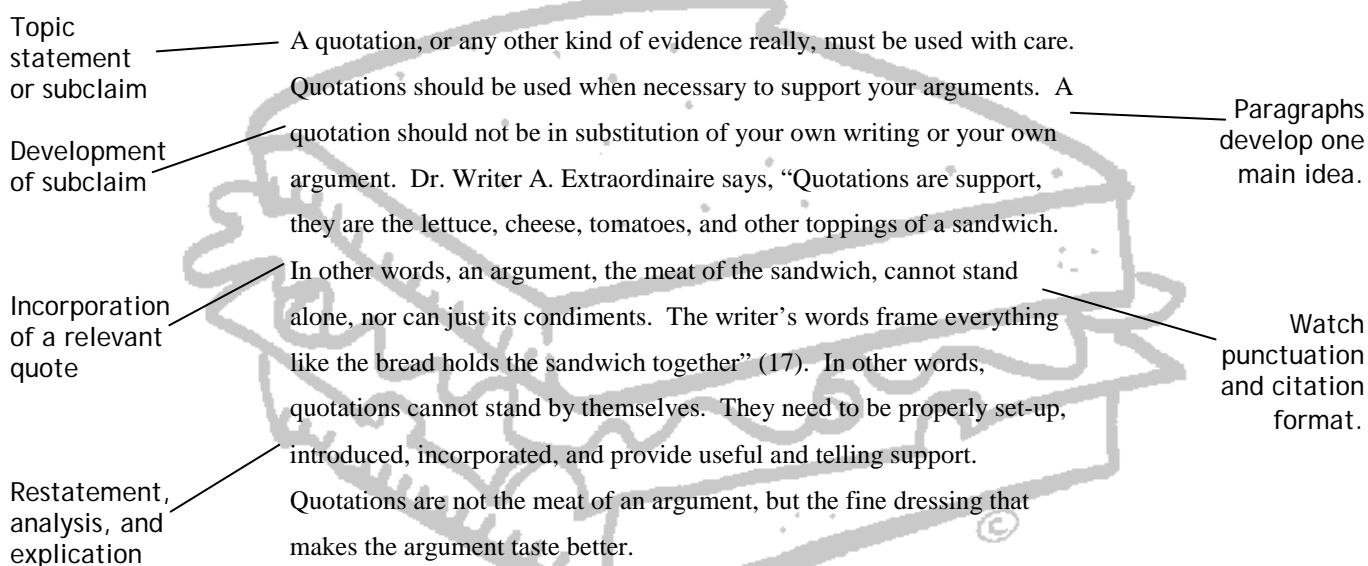 Topic
statement
or subclaim
Development
of subclaim
Incorporation
of a relevant
quote
Restatement,
analysis, and
explication
A quotation, or any other kind of evidence really, must be used with care.
Quotations should be used when necessary to support your arguments.  A
quotation should not be in substitution of your own writing or your own
argument.  Dr. Writer A. Extraordinaire says, “Quotations are support,
they are the lettuce, cheese, tomatoes, and other toppings of a sandwich.
In other words, an argument, the meat of the sandwich, cannot stand
alone, nor can just its condiments.  The writer’s words frame everything
like the bread holds the sandwich together” (17).  In other words,
quotations cannot stand by themselves.  They need to be properly set-up,
introduced, incorporated, and provide useful and telling support.
Quotations are not the meat of an argument, but the fine dressing that
makes the argument taste better.
©
Paragraphs
develop one
main idea.
Watch
punctuation
and citation
format.